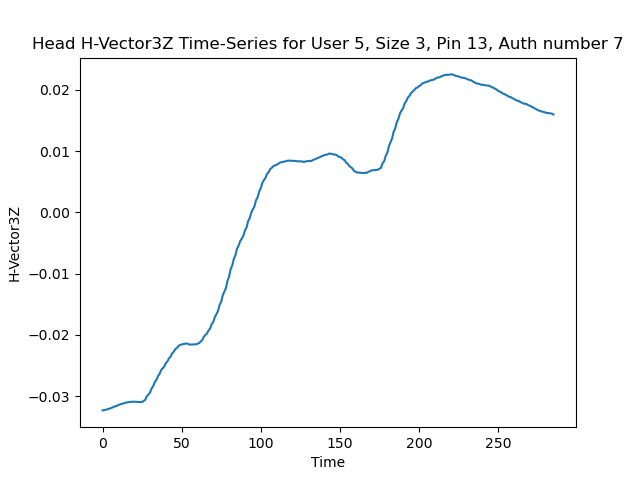 Head H-Vector3Z Time-Series for User 5, Size 3, Pin 13, Auth number 7
H-Vector3Z
0.02
0.01
0.00
−0.01
−0.02
−0.03
0 50 100 150 200 250
Time